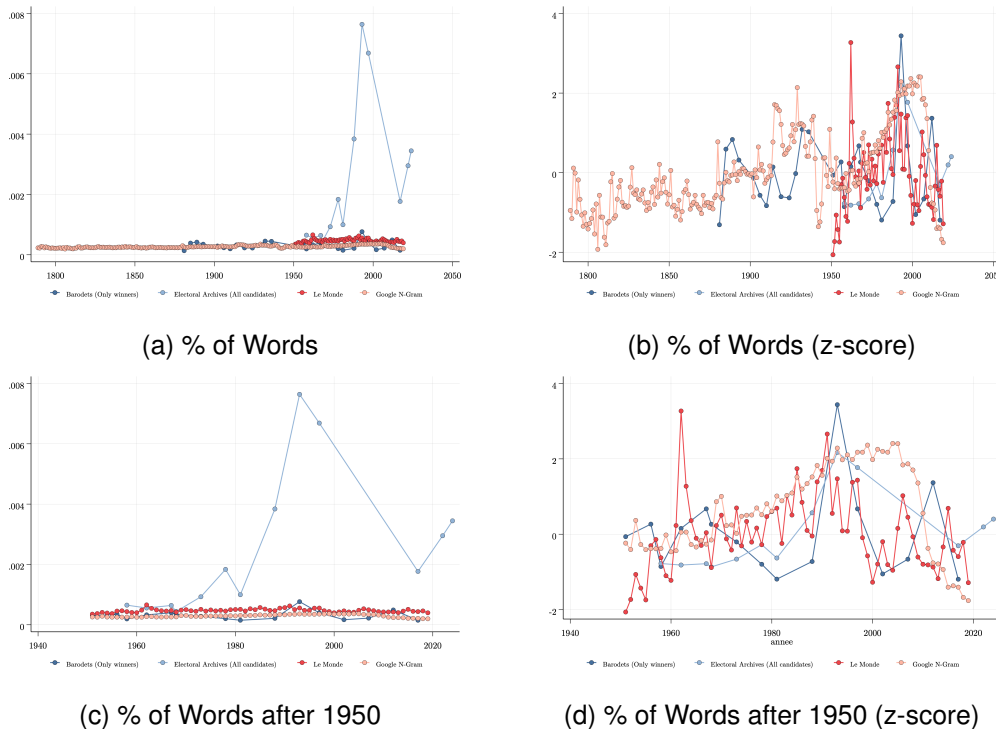 .008
.006
.004
.002
0
1800 1850 1900 1950 2000 2050
Barodets (Only winners) Electoral Archives (All candidates) Le Monde Google N-Gram
(a) % of Words
4
2
0
-2
1800 1850 1900 1950 2000 205
Barodets (Only winners) Electoral Archives (All candidates) Le Monde Google N-Gram
(b) % of Words (z-score)
.008
.006
.004
.002
0
1940 1960 1980 2000 2020
Barodets (Only winners) Electoral Archives (All candidates) Le Monde Google N-Gram
(c) % of Words after 1950
4
2
0
-2
1940 1960 1980 2000 2020
annee
Barodets (Only winners) Electoral Archives (All candidates) Le Monde Google N-Gram
(d) % of Words after 1950 (z-score)